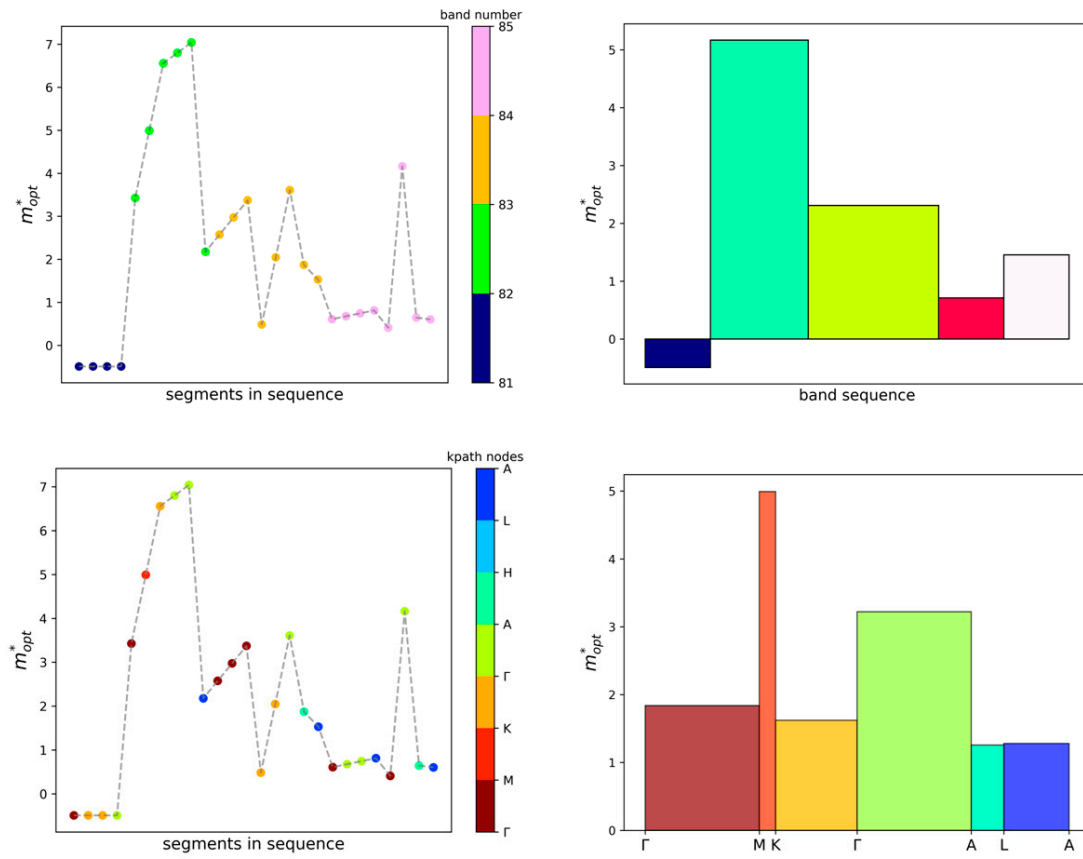 band number
85
84
83
82
81
7
6
5
4
3
2
1
0
m*opt
segments in sequence
5
4
3
2
1
0
m*opt
band sequence
kpath nodes
A
L
H
A
Γ
K
M
Γ
7
6
5
4
3
2
1
0
m*opt
segments in sequence
5
4
3
2
1
0
m*opt
Γ M K Γ A L A